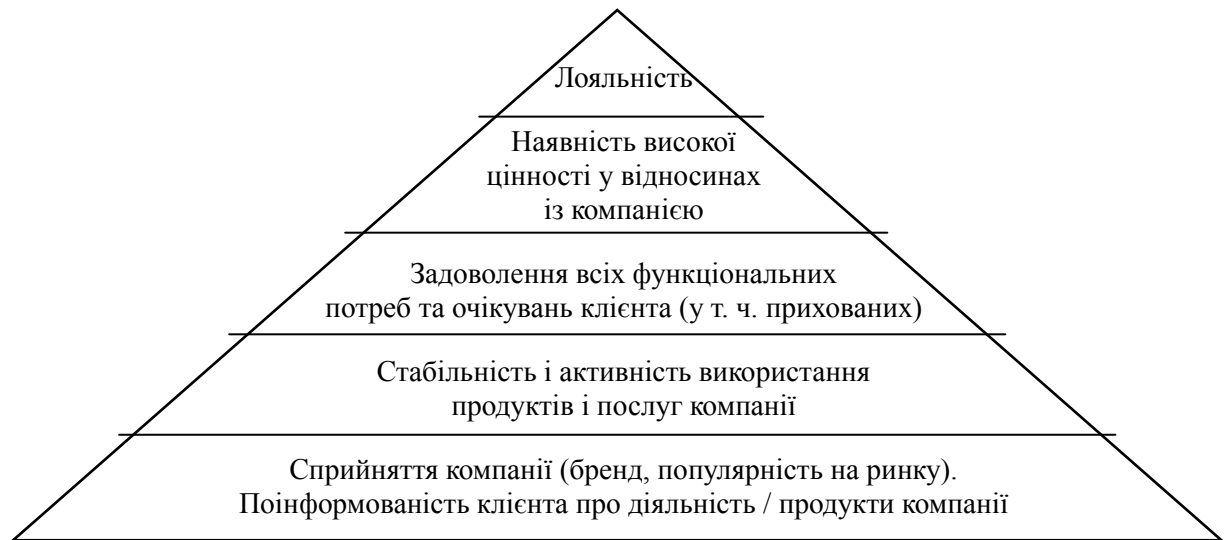 Лояльність
Наявність високої
цінності у відносинах
із компанією
Задоволення всіх функціональних
потреб та очікувань клієнта (у т. ч. прихованих)
Стабільність і активність використання
продуктів і послуг компанії
Сприйняття компанії (бренд, популярність на ринку).
Поінформованість клієнта про діяльність / продукти компанії